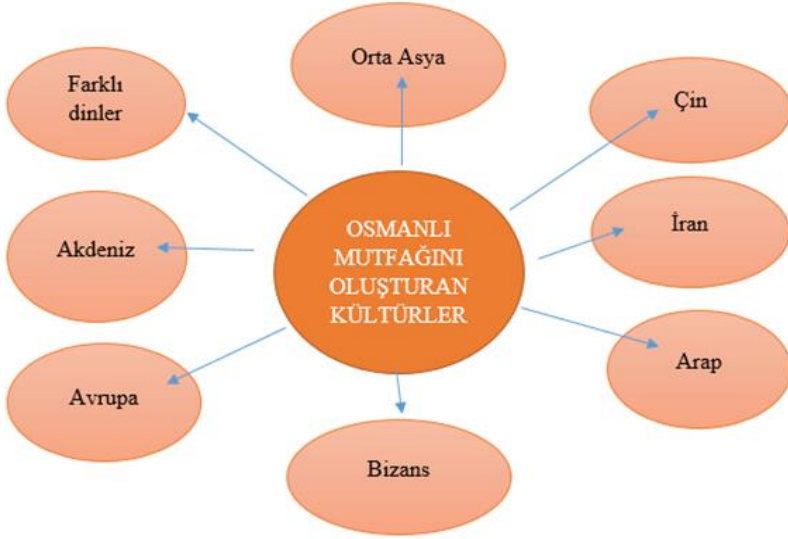 Orta Asya
Farklı
dinler
Çin
Akdeniz
OSMANLI
MUTFAĞINI
OLUŞTURAN
KÜLTÜRLER
İran
Avrupa
Arap
Bizans